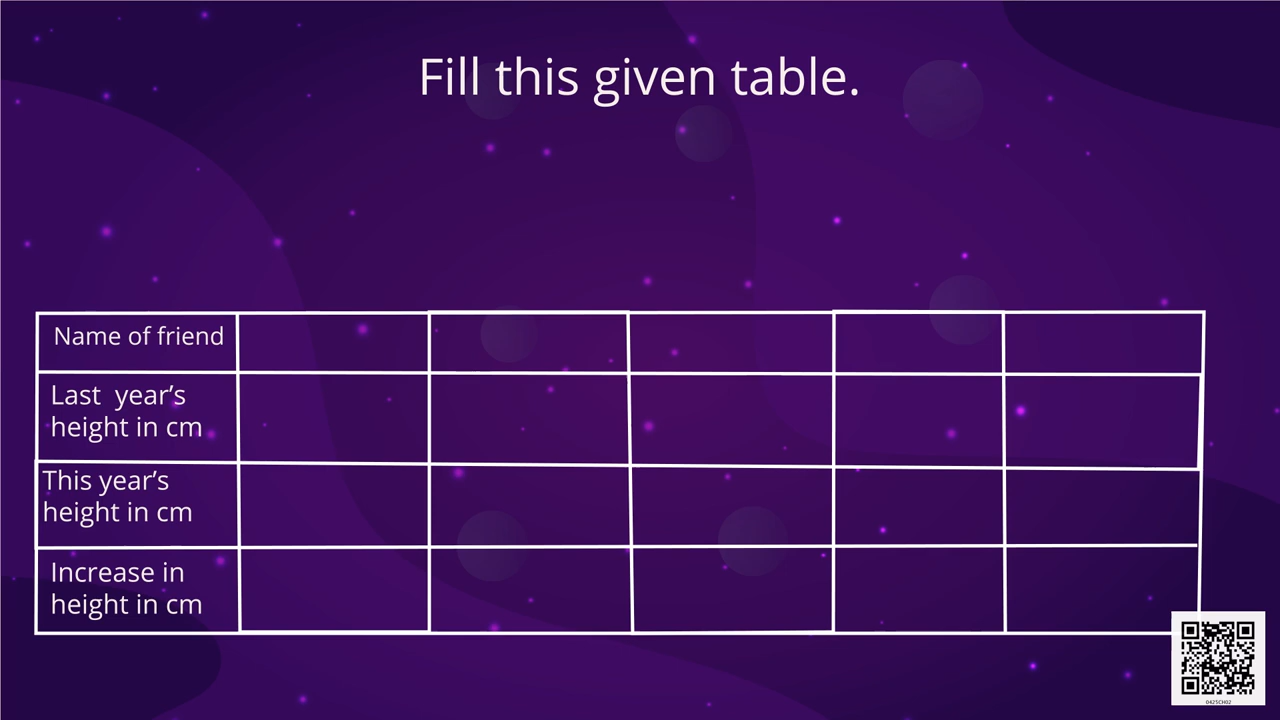 Fill this given table.
Name of friend
Last year's
height in cm
This year's
height in cm
Increase in
height in cm
0425CH02